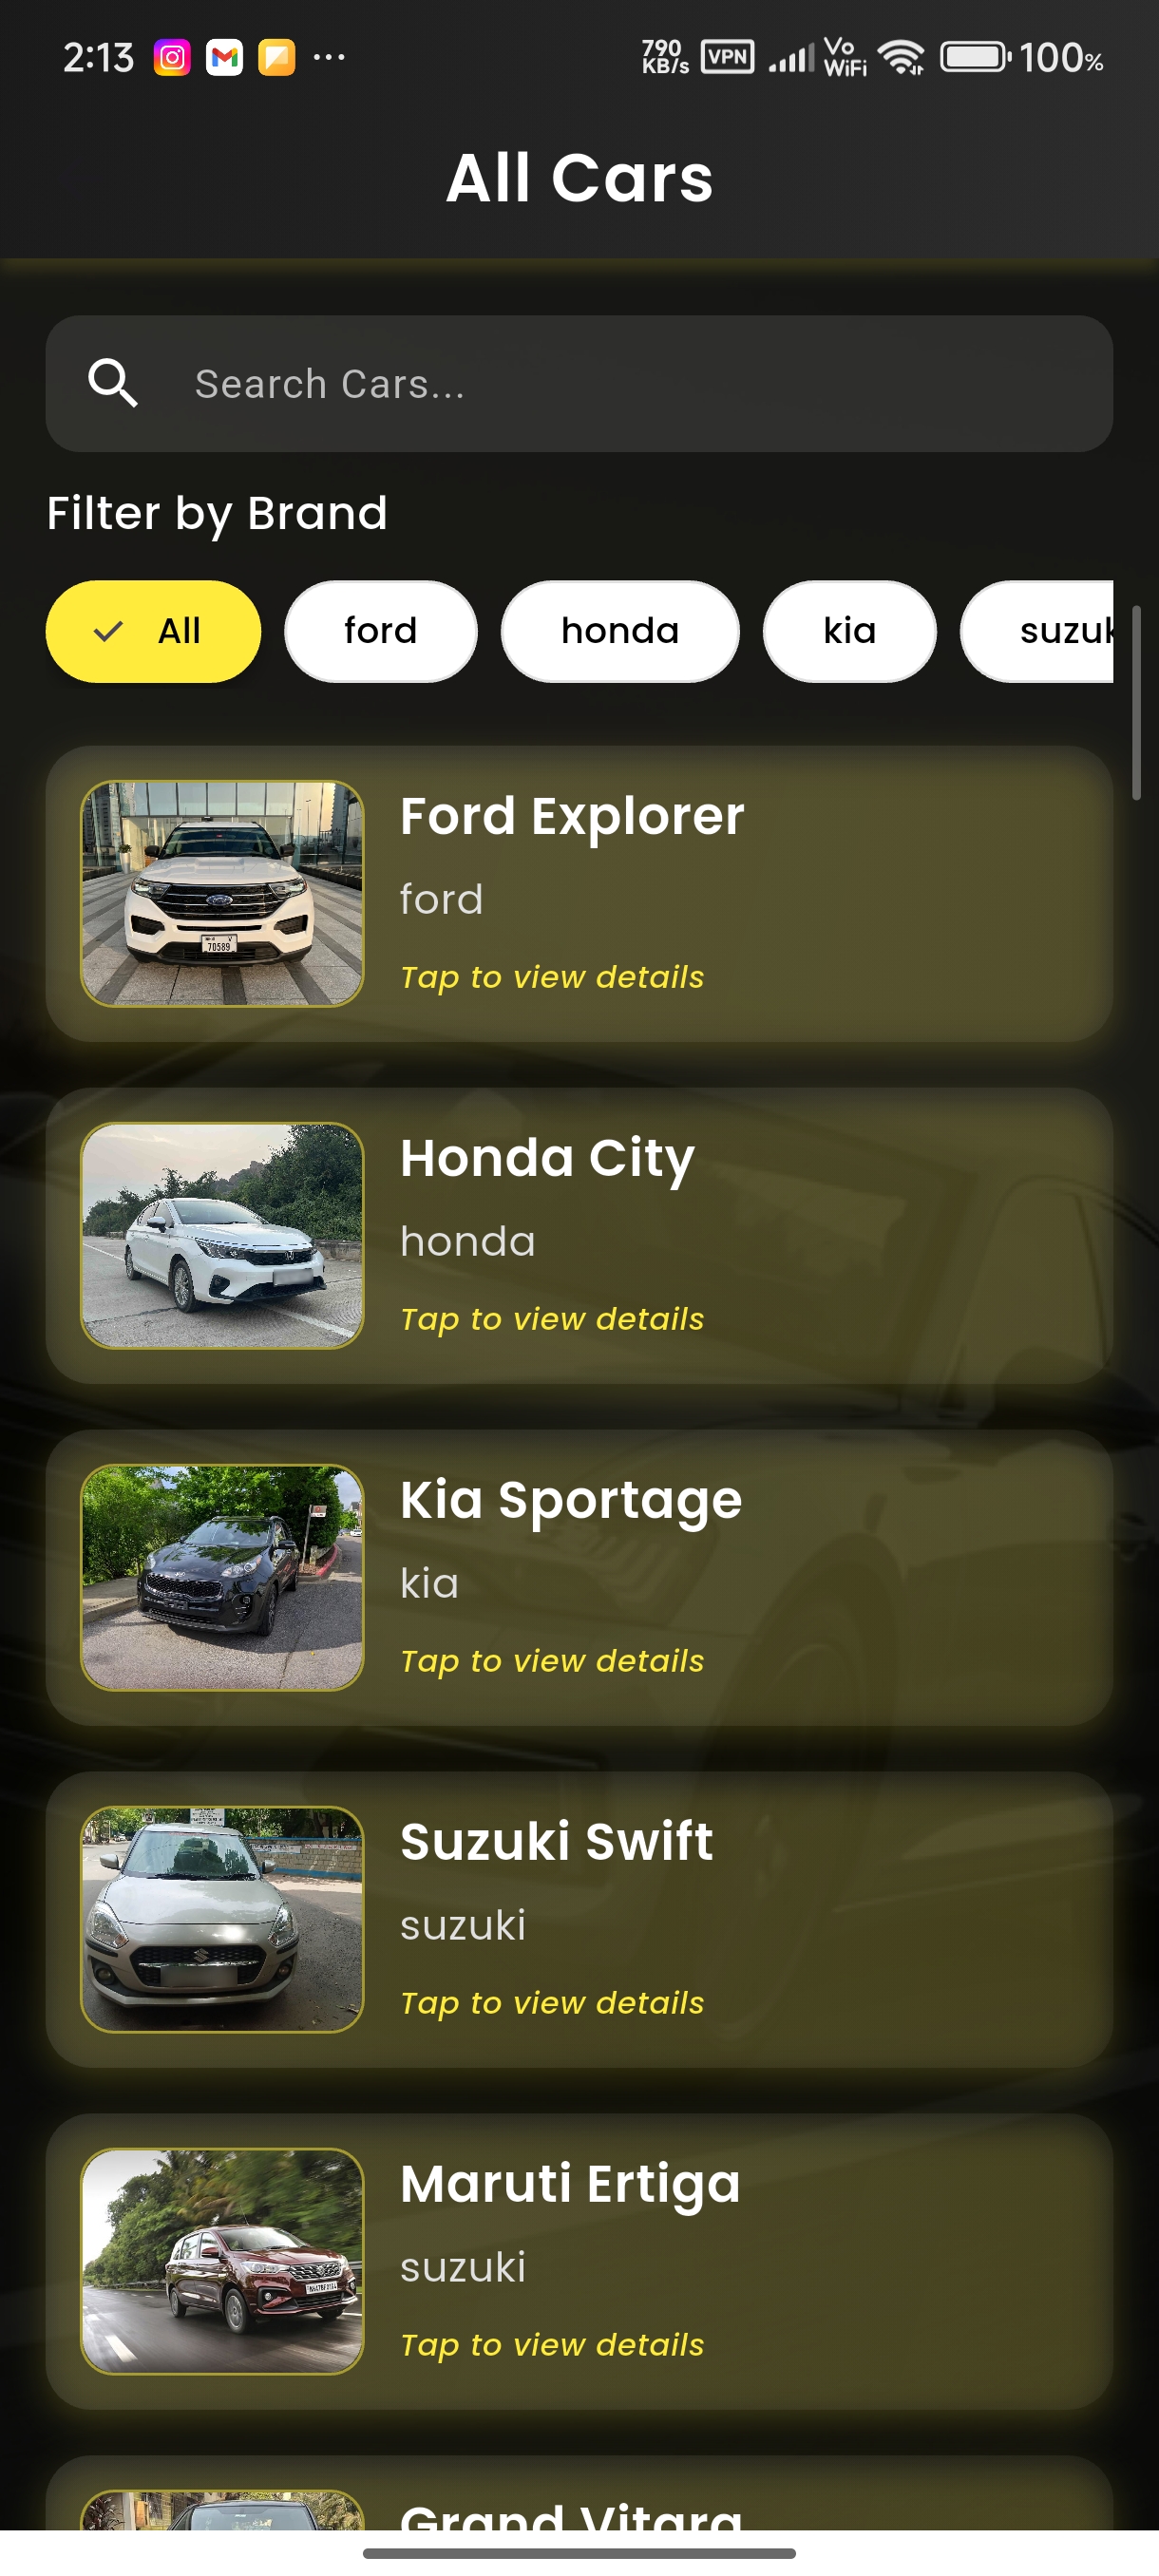 2:13 ... 790 KB/s VPN Vo WiFi 100%
All Cars
Search Cars...
Filter by Brand
All ford honda kia suzuk
Ford Explorer
ford
Tap to view details
70589
Honda City
honda
Tap to view details
Kia Sportage
kia
Tap to view details
Suzuki Swift
suzuki
Tap to view details
Maruti Ertiga
suzuki
Tap to view details
Grand Vitara